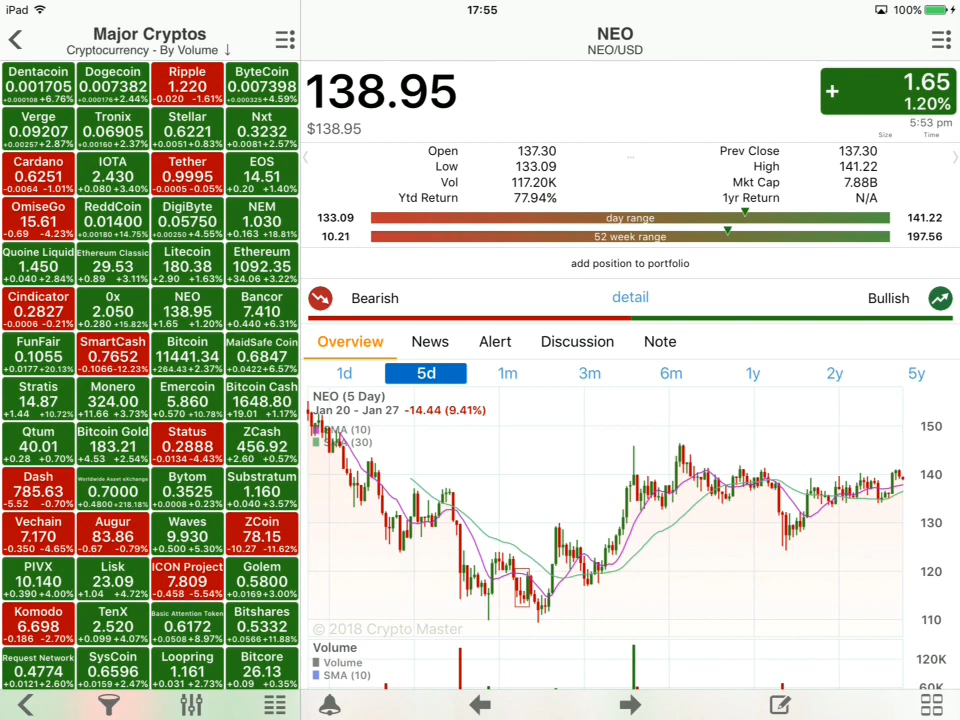 iPad 17:55 100%
Major Cryptos
Cryptocurrency - By Volume ↓
Dentacoin Dogecoin Ripple ByteCoin
0.001705 0.007382 1.220 0.007398
+0.000108 +6.76% +0.000176 +2.44% -0.020 -1.61% +0.000325 +4.59%
Verge Tronix Stellar Nxt
0.09207 0.06905 0.6221 0.3232
+0.00257 +2.87% +0.00160 +2.37% +0.0051 +0.83% +0.0081 +2.57%
Cardano IOTA Tether EOS
0.6251 2.430 0.9995 14.51
-0.0064 -1.01% +0.080 +3.40% -0.0005 -0.05% +0.20 +1.40%
OmiseGo ReddCoin DigiByte NEM
15.61 0.01400 0.05750 1.030
-0.69 -4.23% +0.00180 +14.75% +0.00250 +4.55% +0.163 +18.81%
Quoine Liquid Ethereum Classic Litecoin Ethereum
1.450 29.53 180.38 1092.35
+0.040 +2.84% +0.89 +3.11% +2.90 +1.63% +34.06 +3.22%
Cindicator 0x NEO Bancor
0.2827 2.050 138.95 7.410
-0.0006 -0.21% +0.280 +15.82% +1.65 +1.20% +0.440 +6.31%
FunFair SmartCash Bitcoin MaidSafe Coin
0.1055 0.7652 11441.34 0.6847
+0.0177 +20.13% -0.1066 -12.23% +264.43 +2.37% +0.0422 +6.57%
Stratis Monero Emercoin Bitcoin Cash
14.87 324.00 5.860 1648.80
+1.44 +10.72% +11.66 +3.73% +0.570 +10.78% +19.01 +1.17%
Qtum Bitcoin Gold Status ZCash
40.01 183.21 0.2888 456.92
+0.28 +0.70% +4.53 +2.54% -0.0134 -4.43% +2.60 +0.57%
Dash Worldwide Asset eXchange Bytom Substratum
785.63 0.7000 0.3525 1.160
-5.52 -0.70% +0.4800 +218.18% +0.0008 +0.23% +0.040 +3.57%
Vechain Augur Waves ZCoin
7.170 83.86 9.930 78.15
-0.350 -4.65% -0.67 -0.79% +0.500 +5.30% -10.27 -11.62%
PIVX Lisk ICON Project Golem
10.140 23.09 7.809 0.5800
+0.390 +4.00% +1.04 +4.72% -0.458 -5.54% +0.0169 +3.00%
Komodo TenX Basic Attention Token Bitshares
6.698 2.520 0.6172 0.5332
-0.186 -2.70% +0.099 +4.07% +0.0508 +8.97% +0.0566 +11.88%
Request Network SysCoin Loopring Bitcore
0.4774 0.6596 1.161 26.13
+0.0121 +2.60% +0.0159 +2.47% +0.031 +2.73% +0.09 +0.35%
NEO
NEO/USD
138.95
$138.95
+ 1.65
1.20%
5:53 pm
Size Time
Open 137.30 Prev Close 137.30
Low 133.09 High 141.22
Vol 117.20K Mkt Cap 7.88B
Ytd Return 77.94% 1yr Return N/A
133.09 day range 141.22
10.21 52 week range 197.56
add position to portfolio
Bearish detail Bullish
Overview News Alert Discussion Note
1d 5d 1m 3m 6m 1y 2y 5y
NEO (5 Day)
Jan 20 - Jan 27 -14.44 (9.41%)
SMA (10)
SMA (30)
150
140
130
120
110
© 2018 Crypto Master
Volume
Volume
SMA (10)
120K
60K